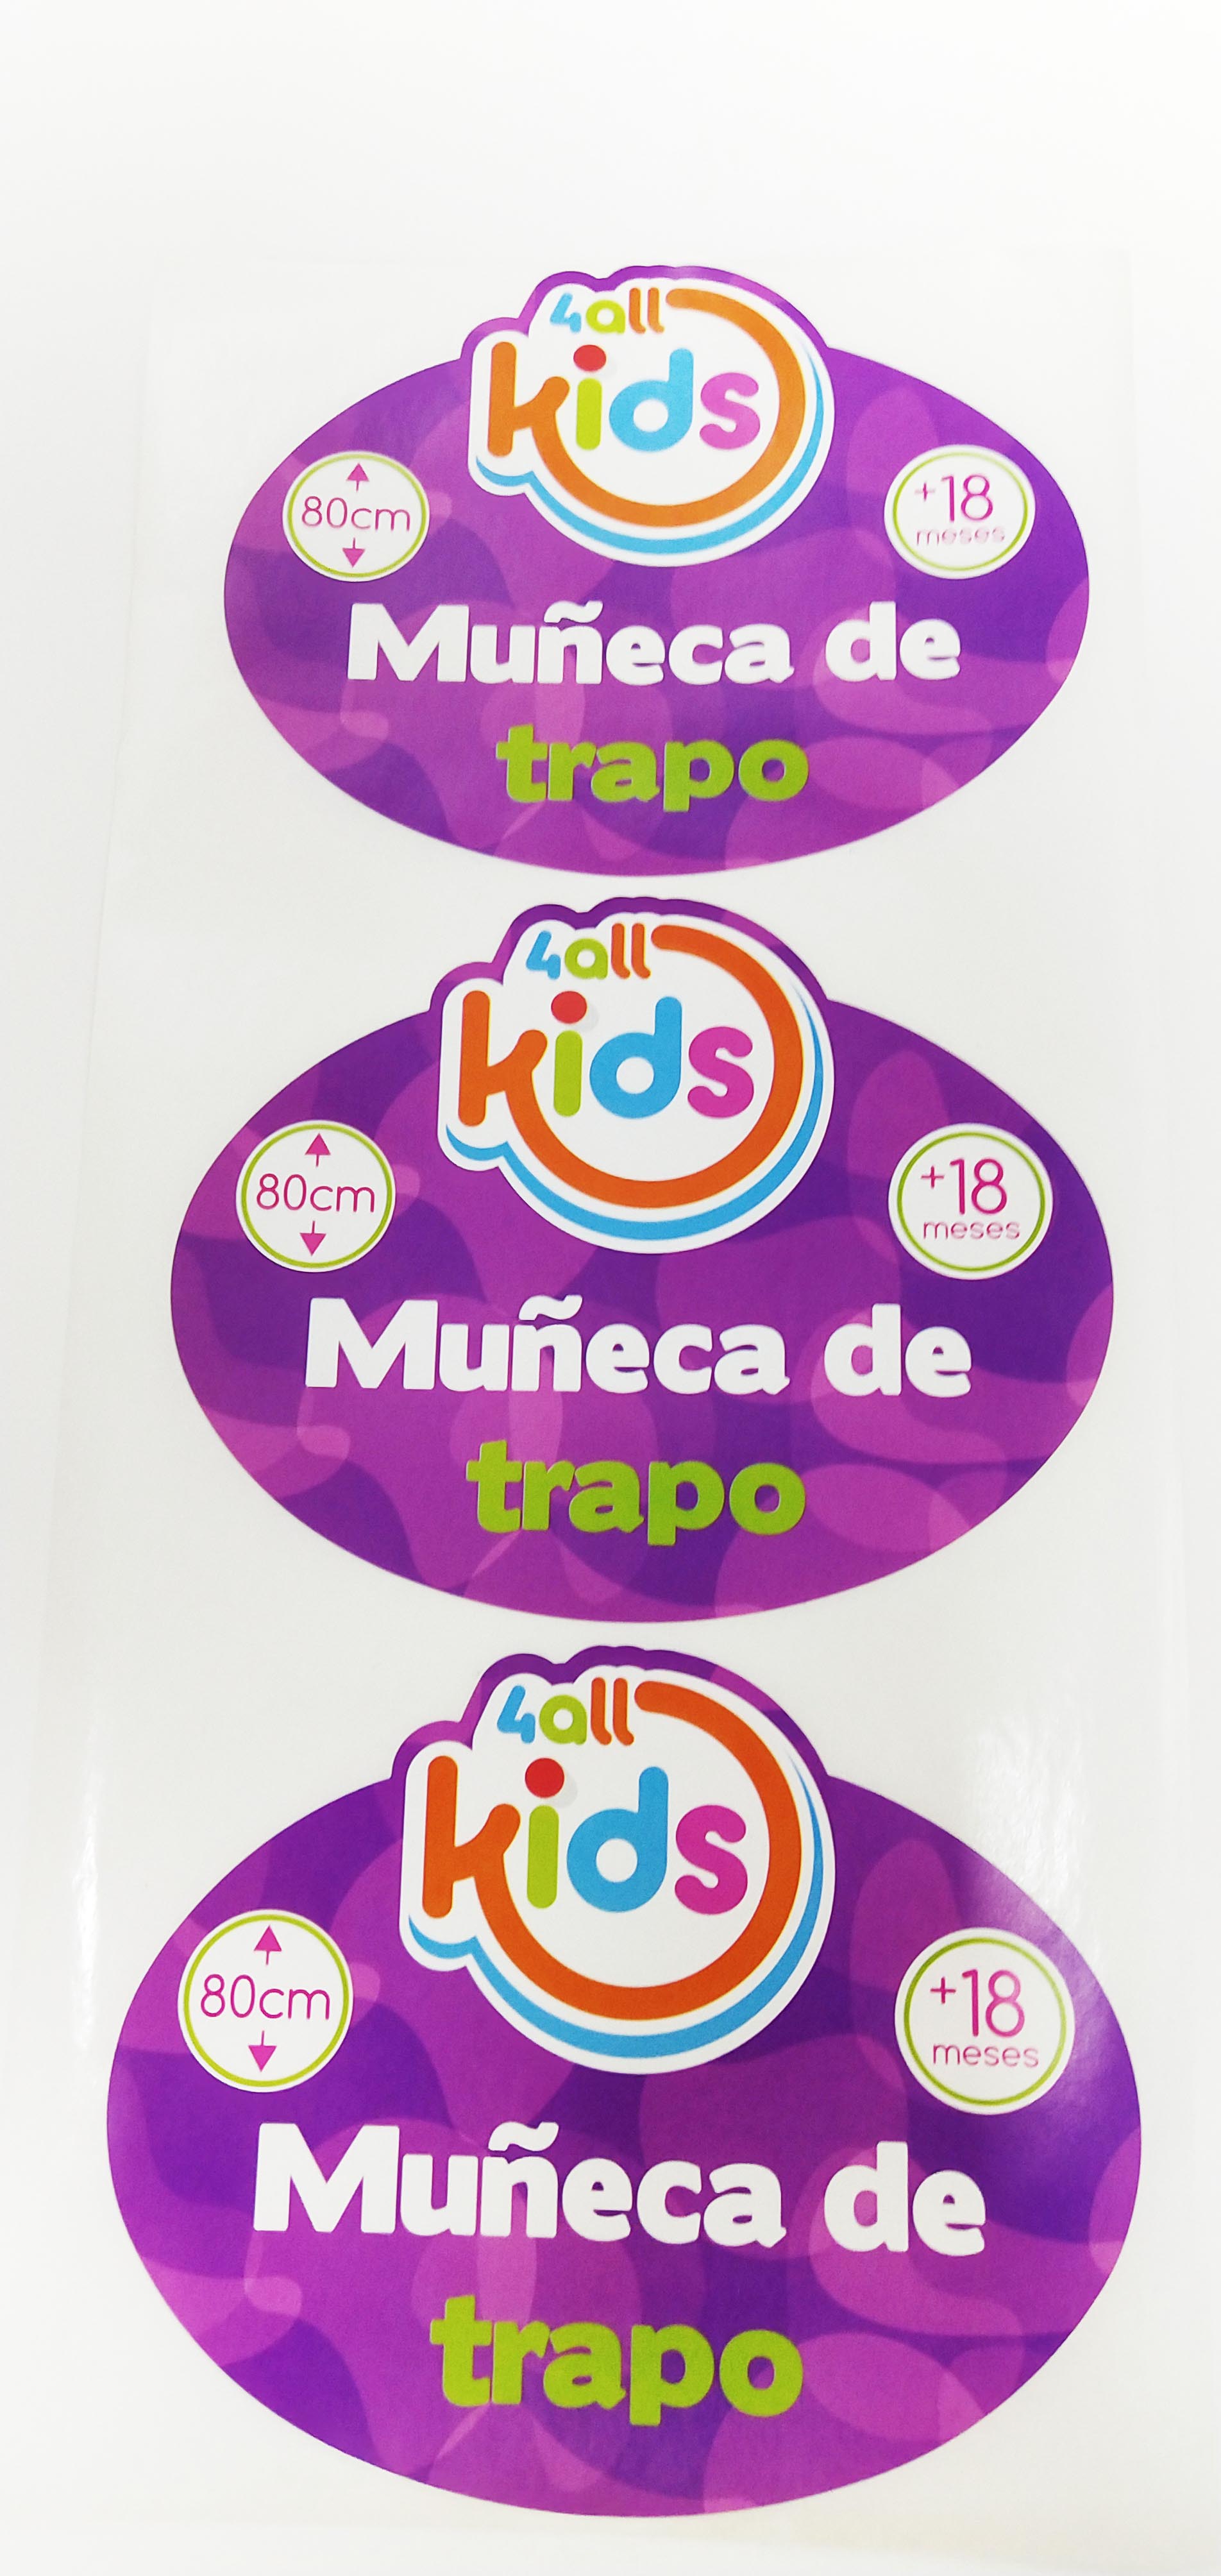 4all
kids
80cm
+18
meses
Muñeca de
trapo
4all
kids
80cm
+18
meses
Muñeca de
trapo
4all
kids
80cm
+18
meses
Muñeca de
trapo